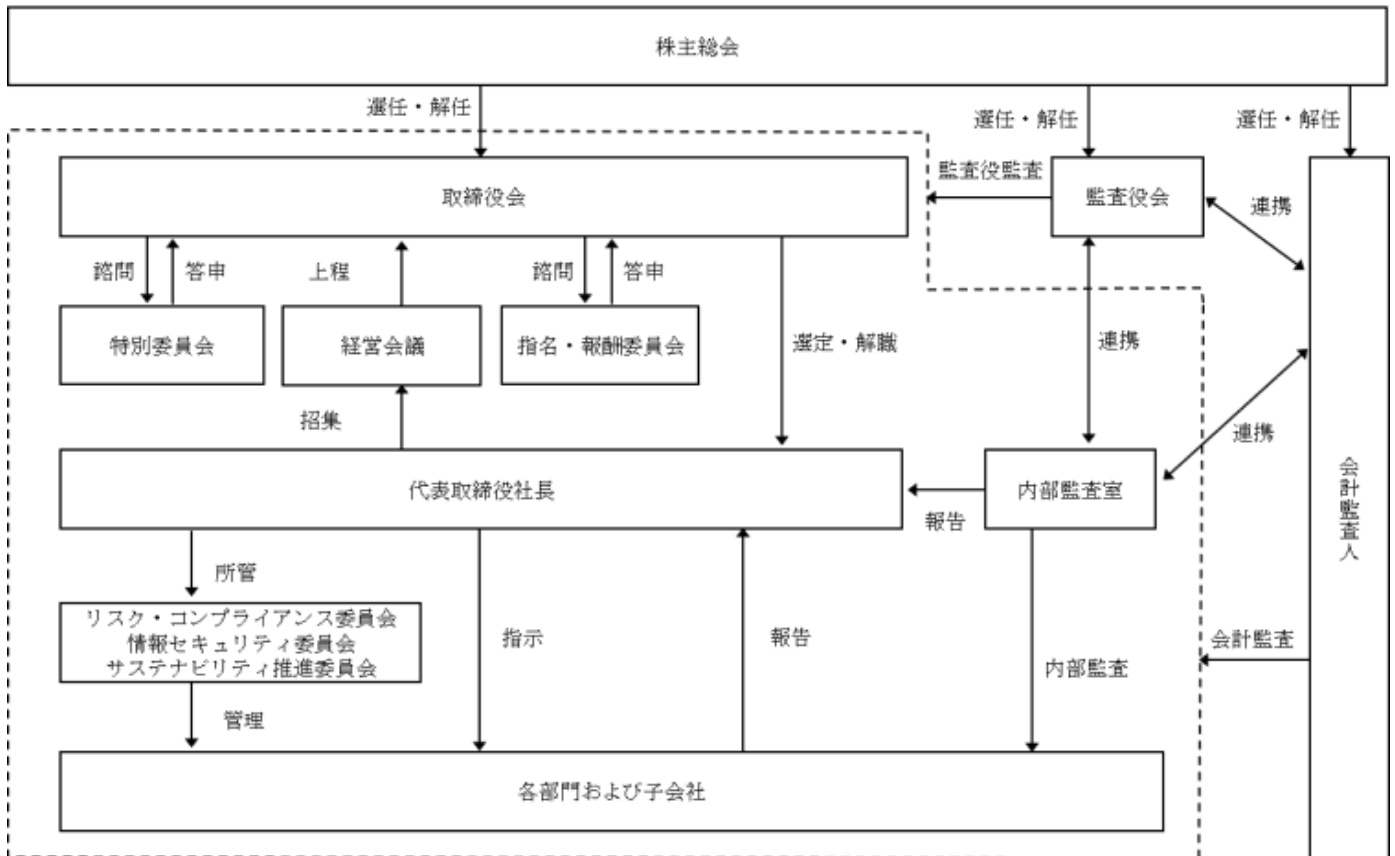 株主総会
選任・解任
選任・解任
選任・解任
取締役会
監査役監査
監査役会
連携
諮問
答申
上程
諮問
答申
特別委員会
経営会議
指名・報酬委員会
選定・解職
連携
招集
連携
代表取締役社長
内部監査室
報告
会計監査人
所管
リスク・コンプライアンス委員会
情報セキュリティ委員会
サステナビリティ推進委員会
指示
報告
内部監査
会計監査
管理
各部門および子会社